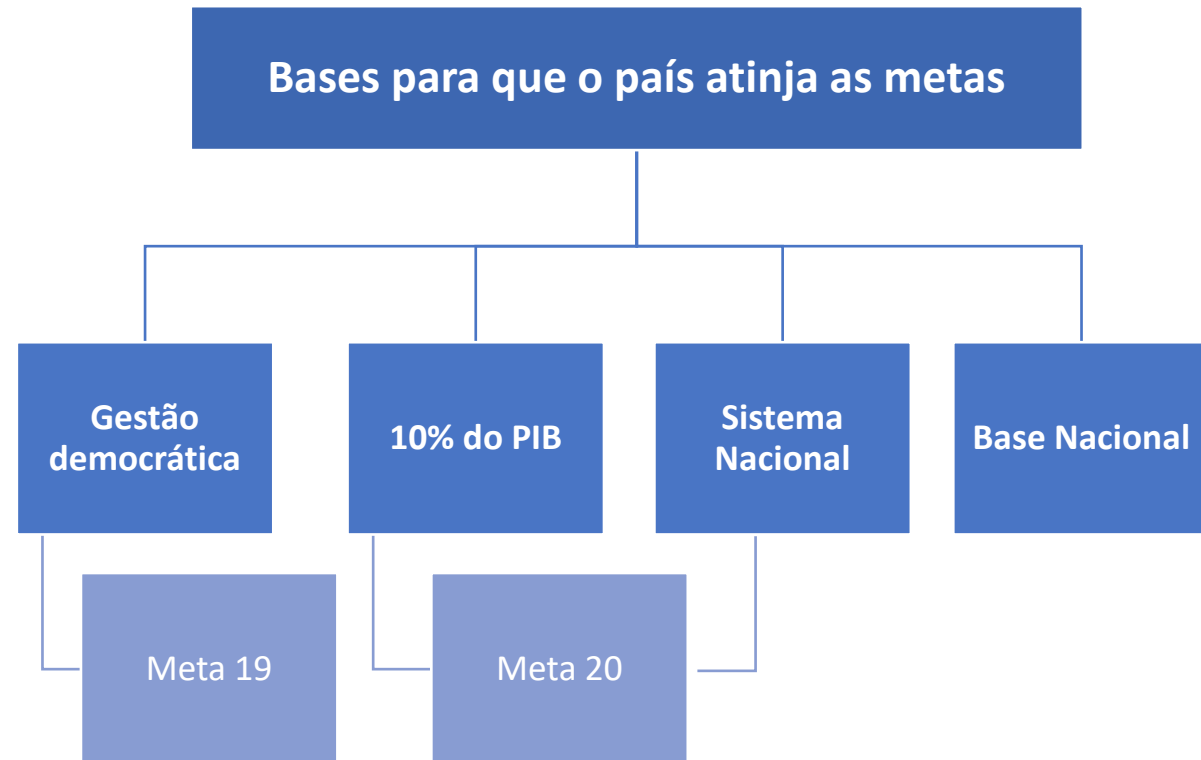 Bases para que o país atinja as metas
Gestão
democrática
10% do PIB
Sistema
Nacional
Base Nacional
Meta 19
Meta 20